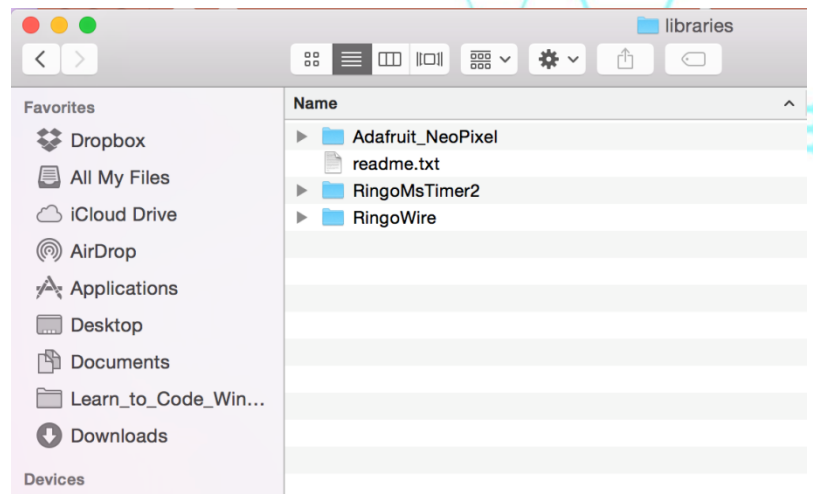 libraries
Favorites
Dropbox
All My Files
iCloud Drive
AirDrop
Applications
Desktop
Documents
Learn_to_Code_Win...
Downloads
Devices
Name
Adafruit_NeoPixel
readme.txt
RingoMsTimer2
RingoWire